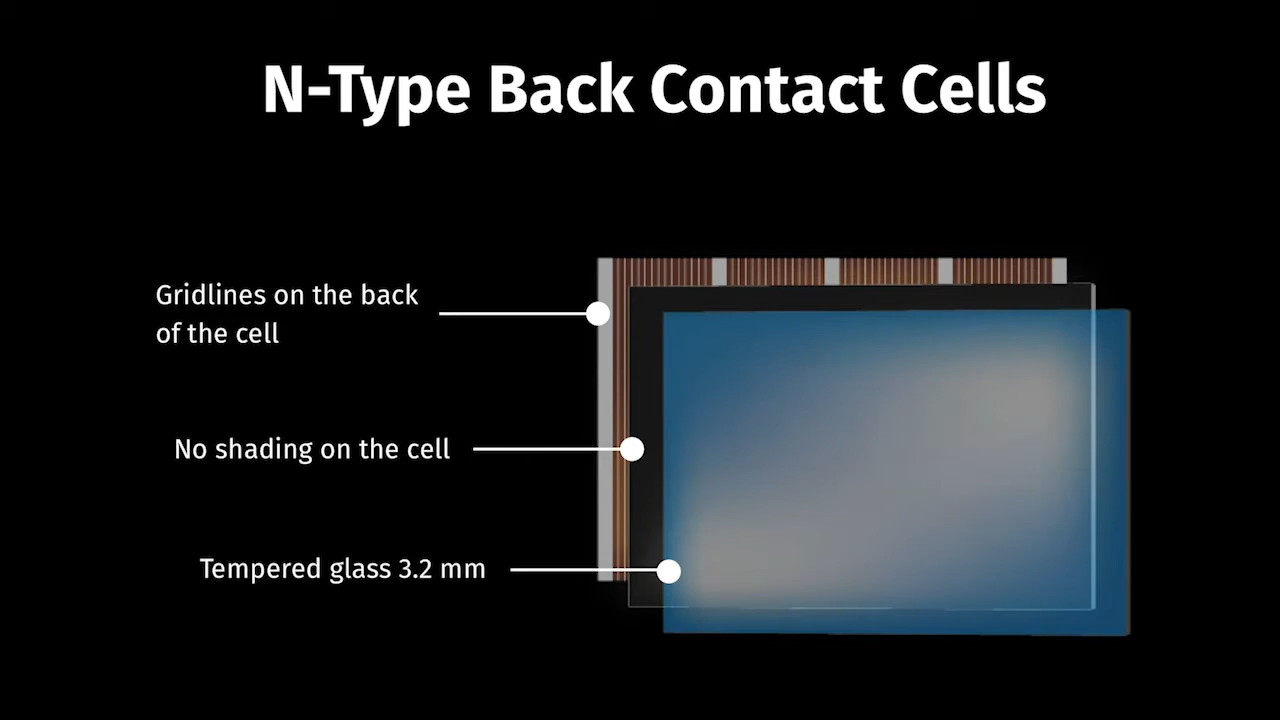 N-Type Back Contact Cells
Gridlines on the back
of the cell
No shading on the cell
Tempered glass 3.2 mm